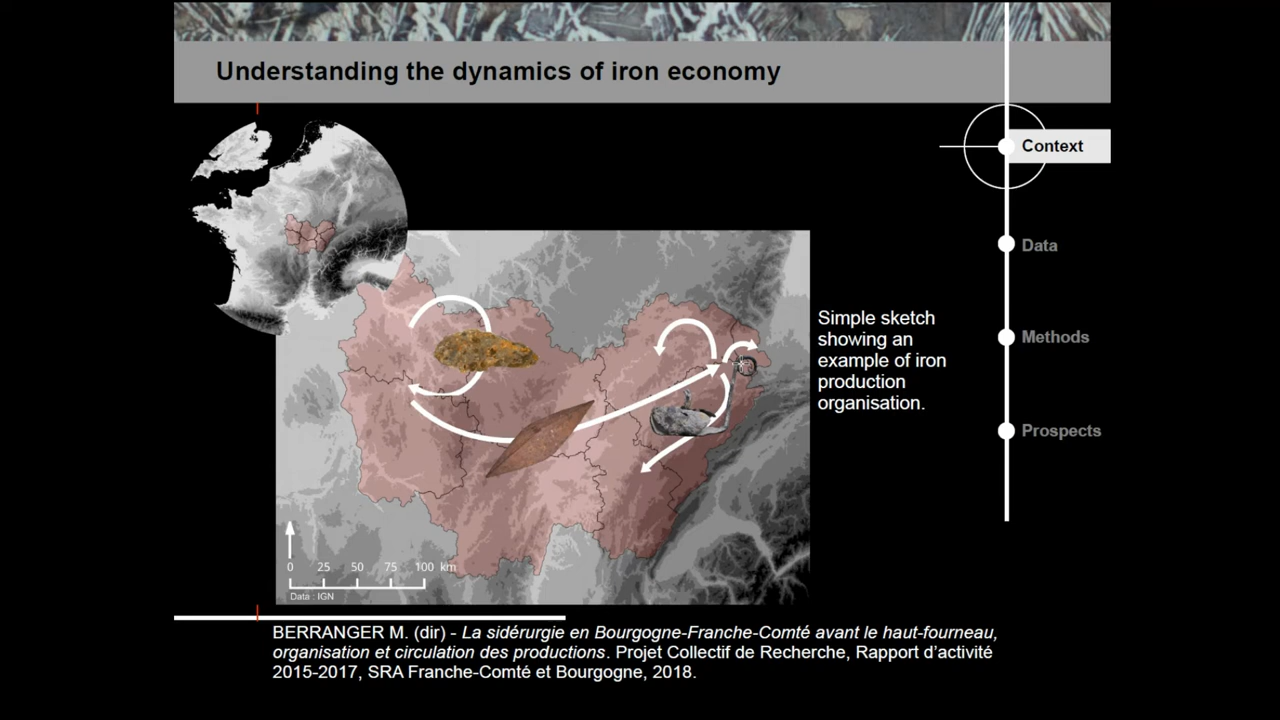 Understanding the dynamics of iron economy
Context
Data
Methods
Prospects
Simple sketch
showing an
example of iron
production
organisation.
0 25 50 75 100 km
Data : IGN
BERRANGER M. (dir) - La sidérurgie en Bourgogne-Franche-Comté avant le haut-fourneau,
organisation et circulation des productions. Projet Collectif de Recherche, Rapport d’activité
2015-2017, SRA Franche-Comté et Bourgogne, 2018.